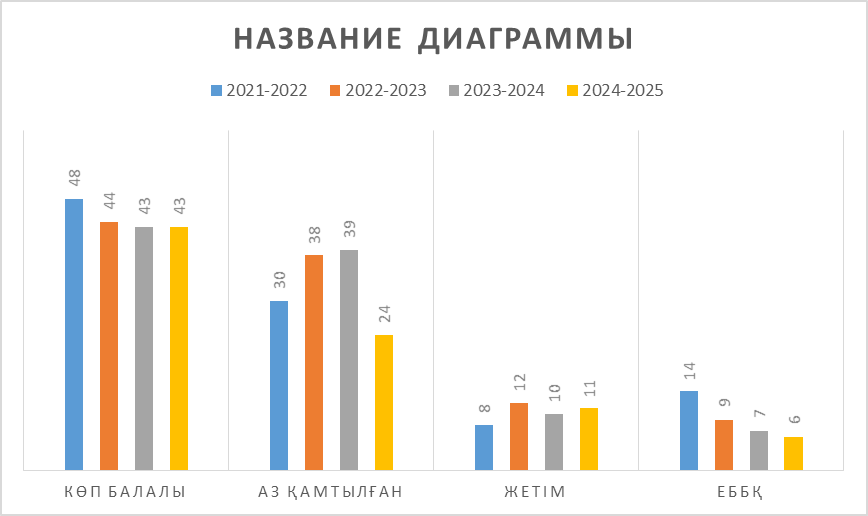 НАЗВАНИЕ ДИАГРАММЫ
2021-2022 2022-2023 2023-2024 2024-2025
48 44 43 43 30 38 39 24 8 12 10 11 14 9 7 6
КӨП БАЛАЛЫ АЗ ҚАМТЫЛҒАН ЖЕТІМ ЕББҚ